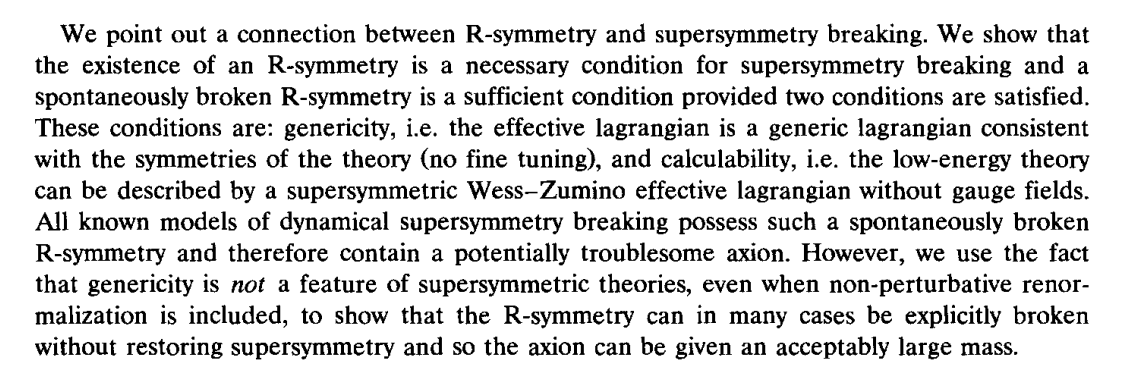 We point out a connection between R-symmetry and supersymmetry breaking. We show that
the existence of an R-symmetry is a necessary condition for supersymmetry breaking and a
spontaneously broken R-symmetry is a sufficient condition provided two conditions are satisfied.
These conditions are: genericity, i.e. the effective lagrangian is a generic lagrangian consistent
with the symmetries of the theory (no fine tuning), and calculability, i.e. the low-energy theory
can be described by a supersymmetric Wess–Zumino effective lagrangian without gauge fields.
All known models of dynamical supersymmetry breaking possess such a spontaneously broken
R-symmetry and therefore contain a potentially troublesome axion. However, we use the fact
that genericity is not a feature of supersymmetric theories, even when non-perturbative renor-
malization is included, to show that the R-symmetry can in many cases be explicitly broken
without restoring supersymmetry and so the axion can be given an acceptably large mass.